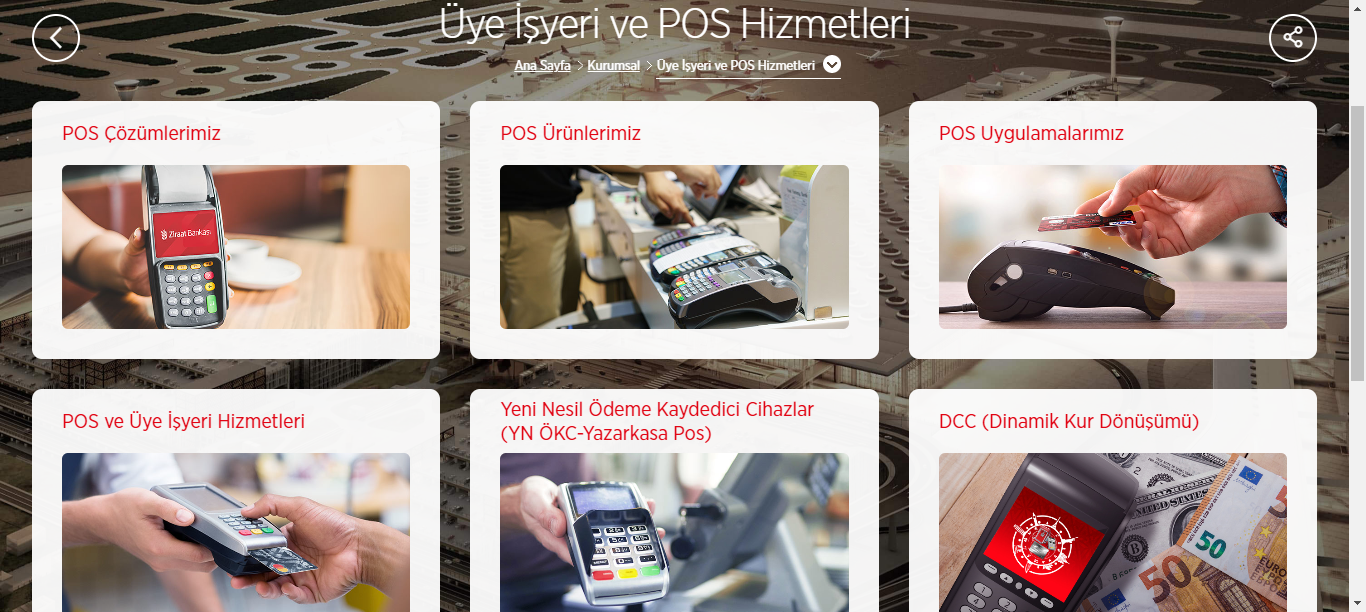 Üye İşyeri ve POS Hizmetleri
Ana Sayfa > Kurumsal > Üye İşyeri ve POS Hizmetleri
POS Çözümlerimiz
POS Ürünlerimiz
POS Uygulamalarımız
Ziraat Bankası
POS ve Üye İşyeri Hizmetleri
Yeni Nesil Ödeme Kaydedici Cihazlar
(YN ÖKC-Yazarkasa Pos)
DCC (Dinamik Kur Dönüşümü)
UNITED STATES
50
50
EURO